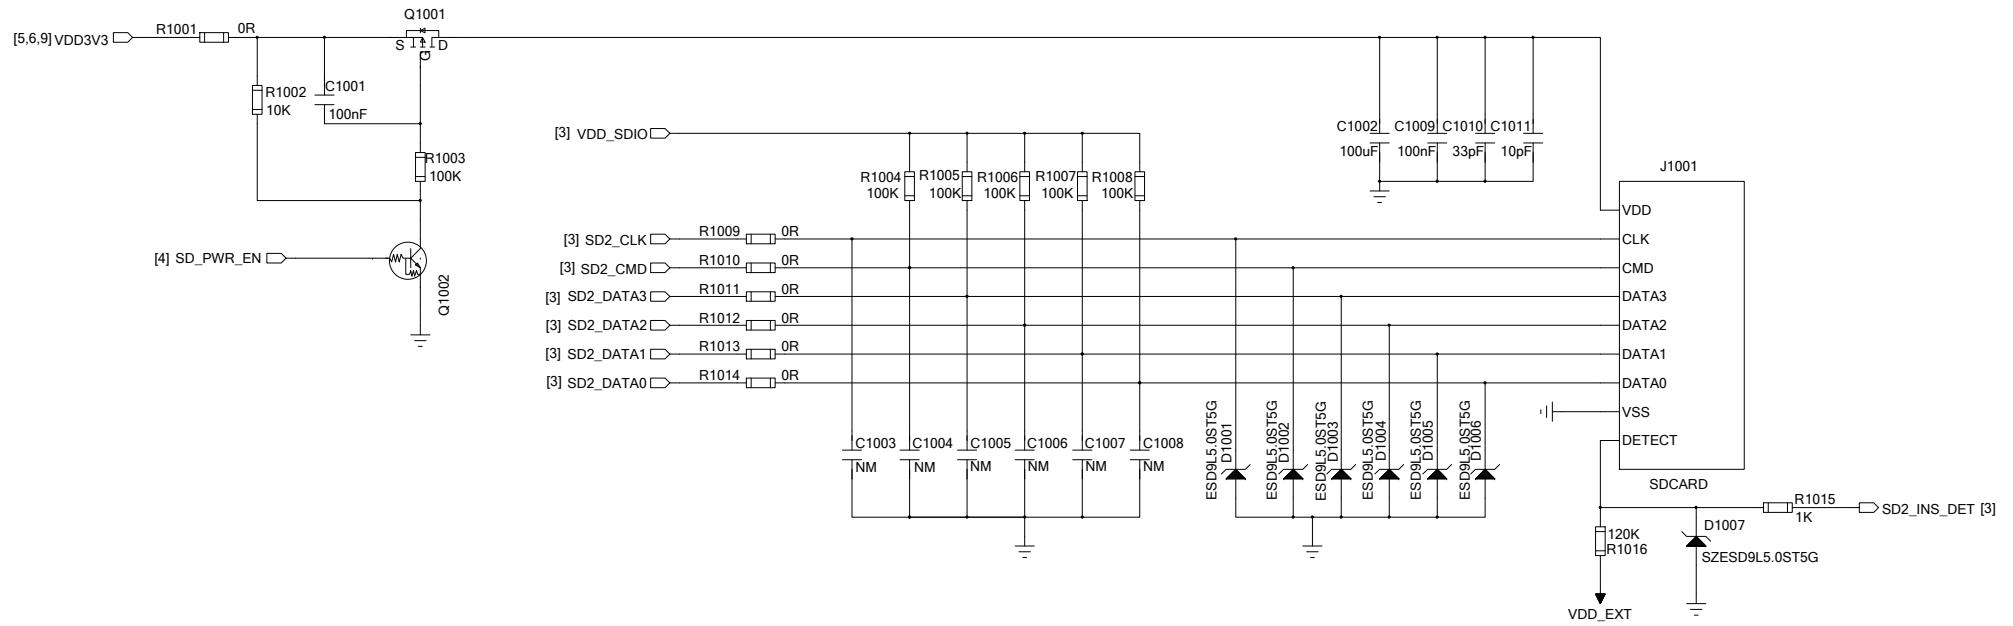 Q1001
[5,6,9] VDD3V3
R1001
0R
S
D
G
R1002
10K
C1001
100nF
R1003
100K
[4] SD_PWR_EN
Q1002
[3] VDD_SDIO
R1004
100K
R1005
100K
R1006
100K
R1007
100K
R1008
100K
C1002
100uF
C1009
100nF
C1010
33pF
C1011
10pF
J1001
[3] SD2_CLK
R1009
0R
[3] SD2_CMD
R1010
0R
[3] SD2_DATA3
R1011
0R
[3] SD2_DATA2
R1012
0R
[3] SD2_DATA1
R1013
0R
[3] SD2_DATA0
R1014
0R
VDD
CLK
CMD
DATA3
DATA2
DATA1
DATA0
VSS
DETECT
SDCARD
C1003
NM
C1004
NM
C1005
NM
C1006
NM
C1007
NM
C1008
NM
ESD9L5.0ST5G
D1001
ESD9L5.0ST5G
D1002
ESD9L5.0ST5G
D1003
ESD9L5.0ST5G
D1004
ESD9L5.0ST5G
D1005
ESD9L5.0ST5G
D1006
R1015
1K
SD2_INS_DET [3]
120K
R1016
D1007
SZESD9L5.0ST5G
VDD_EXT